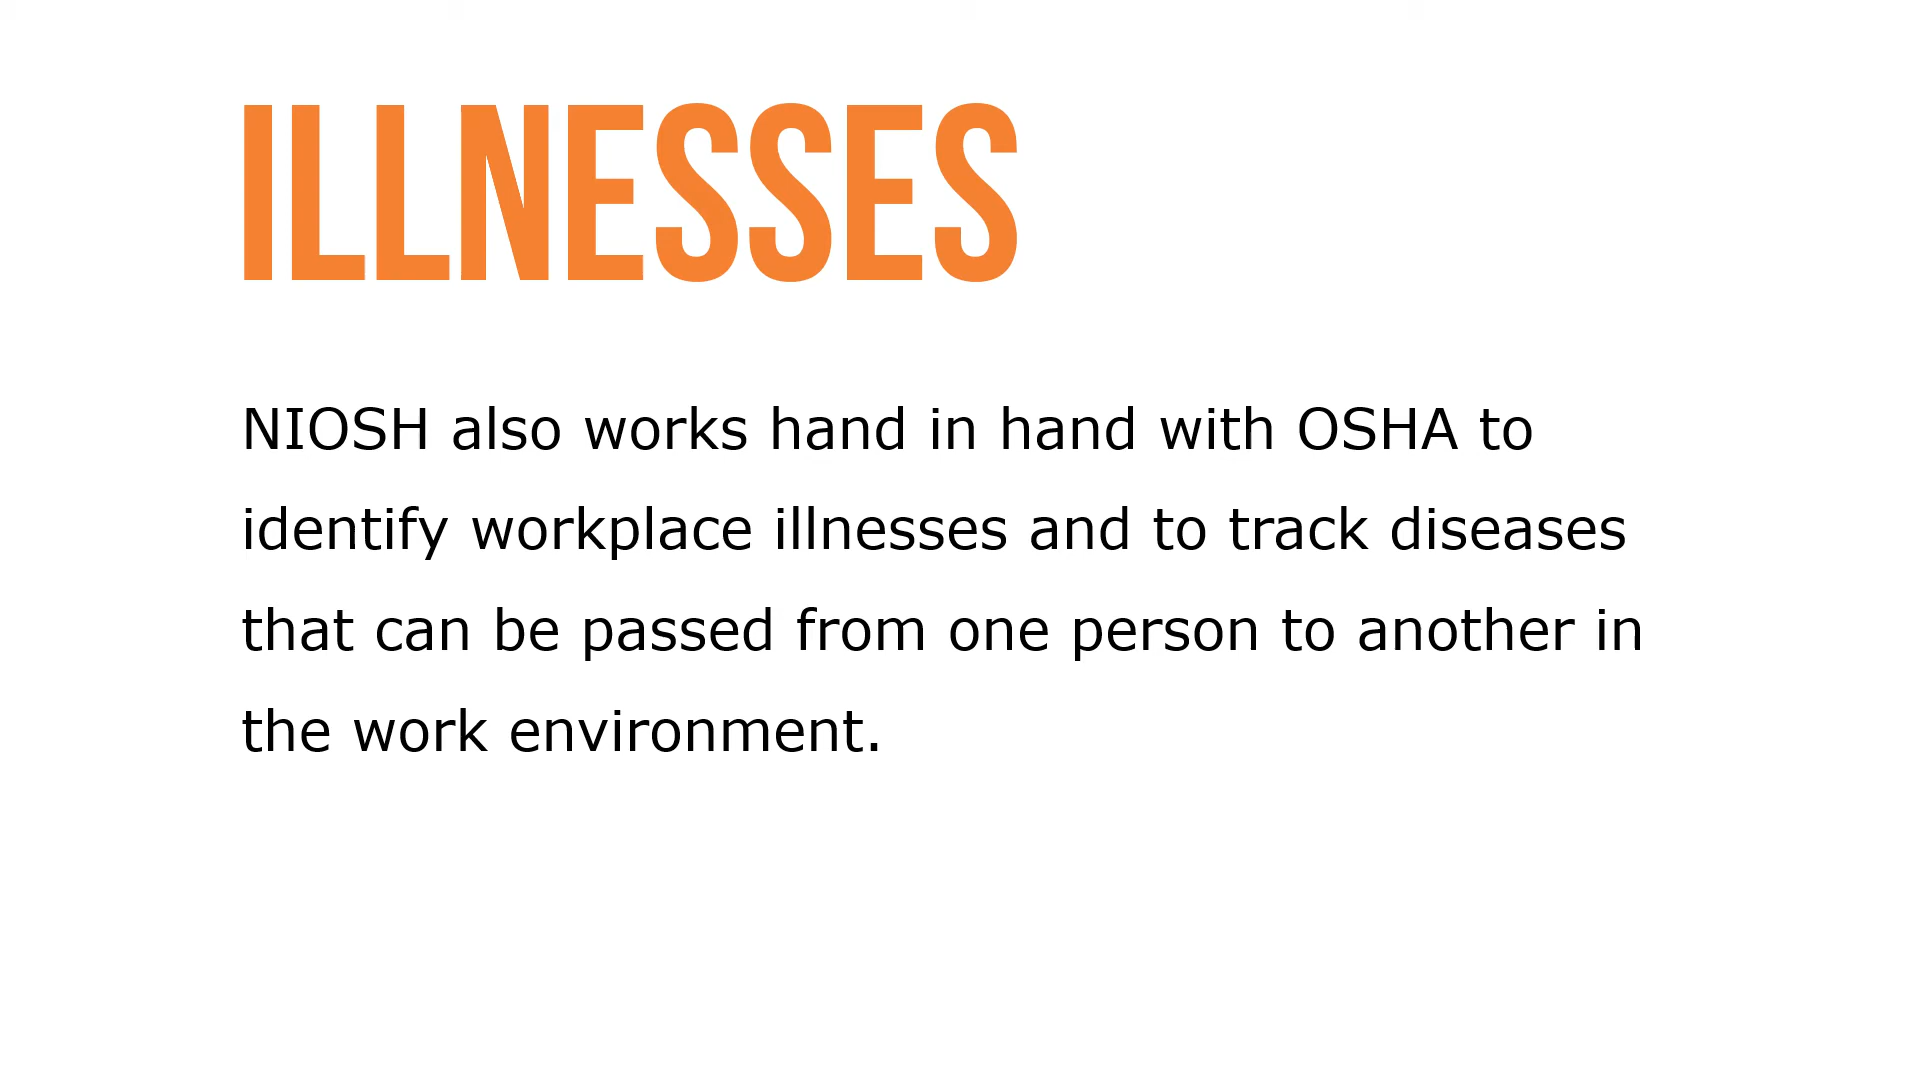 ILLNESSES
NIOSH also works hand in hand with OSHA to
identify workplace illnesses and to track diseases
that can be passed from one person to another in
the work environment.